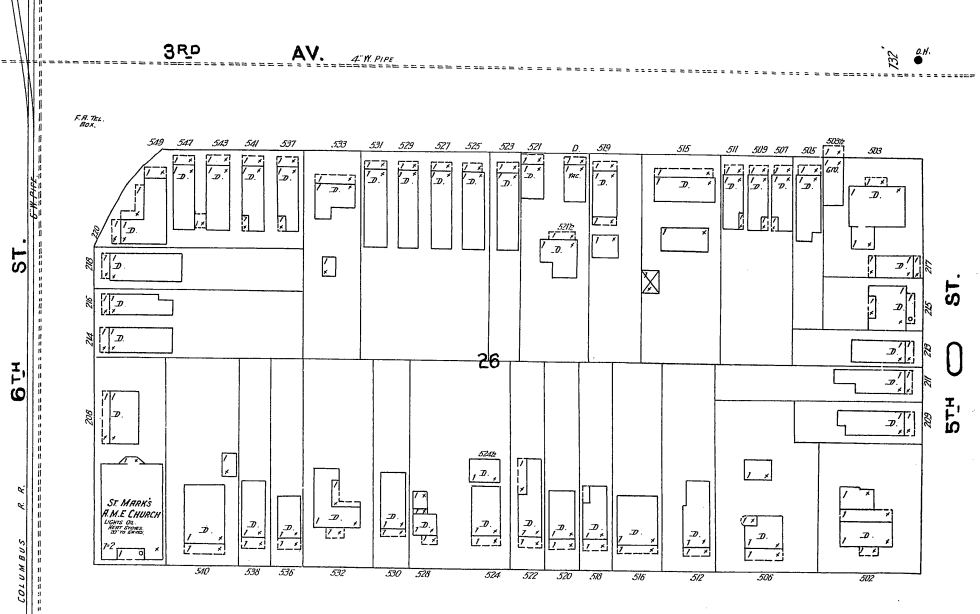 3RD AV.
4" W. PIPE
732'
D.H.
F.A. TEL.
BOX.
549 547 543 541 537 533 531 529 527 525 523 521 D. 519 515 511 509 507 505 503½ 503
VAC.
GRO.
521½
6" W. PIPE
6TH ST.
COLUMBUS R. R.
220
218
216
214
208
217
215
213
211
209
5TH ST.
26
524½
ST. MARK'S
A.M.E CHURCH
LIGHTS OIL.
HEAT STOVES.
1-2
540 538 536 532 530 528 524 522 520 518 516 512 506 502